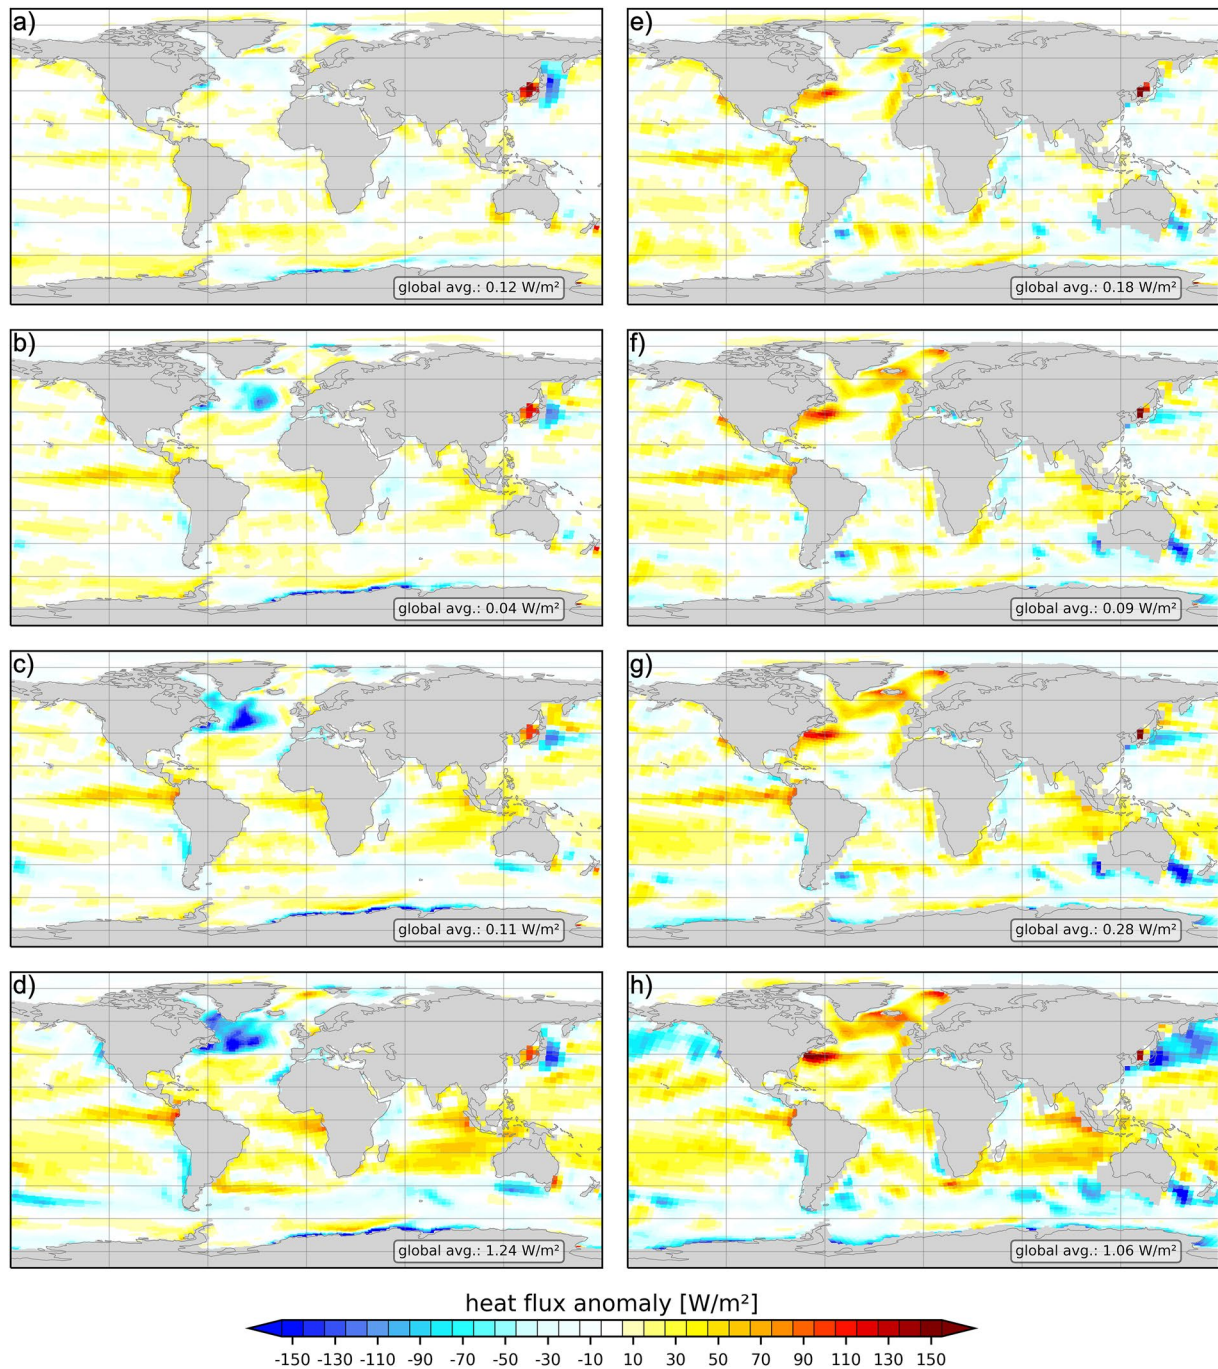 a)
e)
global avg.: 0.12 W/m²
global avg.: 0.18 W/m²
b)
f)
global avg.: 0.04 W/m²
global avg.: 0.09 W/m²
c)
g)
global avg.: 0.11 W/m²
global avg.: 0.28 W/m²
d)
h)
global avg.: 1.24 W/m²
global avg.: 1.06 W/m²
heat flux anomaly [W/m²]
-150 -130 -110 -90 -70 -50 -30 -10 10 30 50 70 90 110 130 150